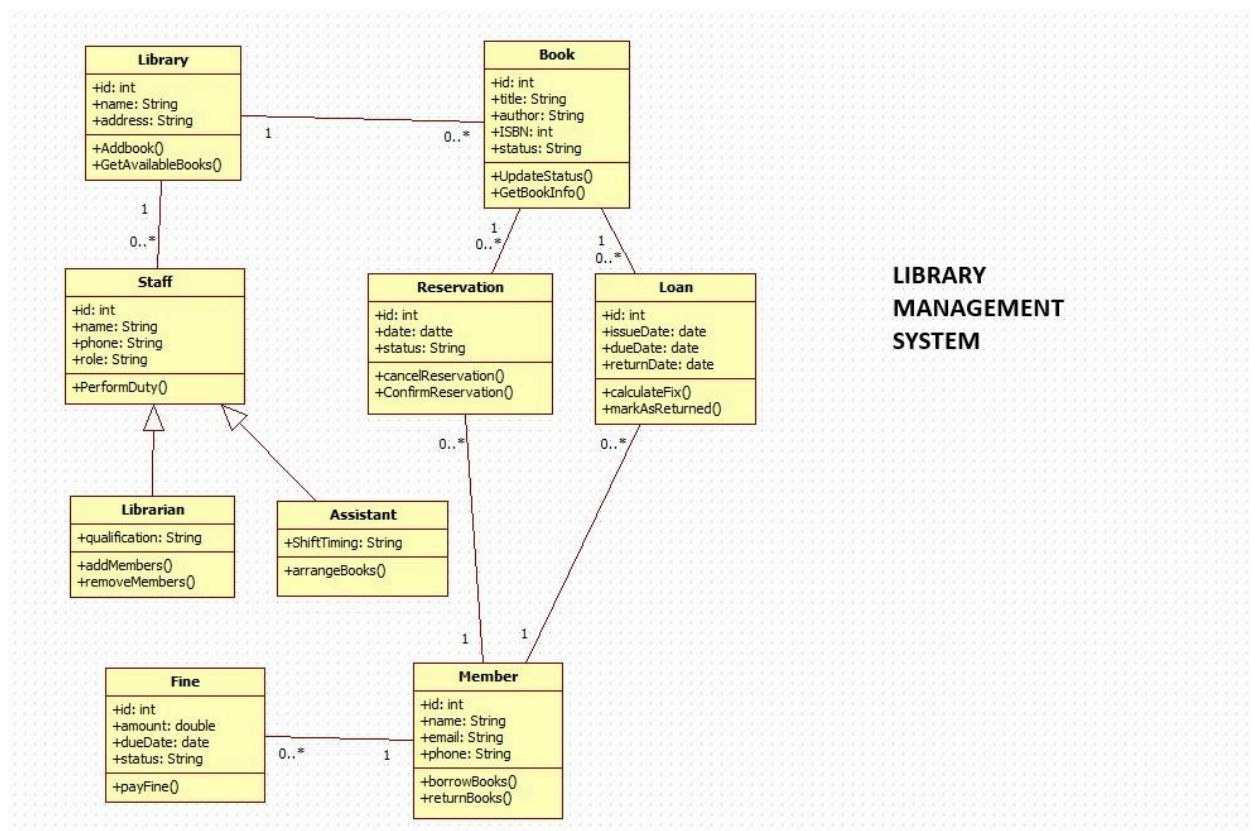 Library
+id: int
+name: String
+address: String
+Addbook()
+GetAvailableBooks()
1
0..*
Book
+id: int
+title: String
+author: String
+ISBN: int
+status: String
+UpdateStatus()
+GetBookInfo()
1
0..*
1
0..*
1
0..*
Staff
+id: int
+name: String
+phone: String
+role: String
+PerformDuty()
Reservation
+id: int
+date: datte
+status: String
+cancelReservation()
+ConfirmReservation()
Loan
+id: int
+issueDate: date
+dueDate: date
+returnDate: date
+calculateFix()
+markAsReturned()
LIBRARY
MANAGEMENT
SYSTEM
0..*
0..*
Librarian
+qualification: String
+addMembers()
+removeMembers()
Assistant
+ShiftTiming: String
+arrangeBooks()
1
1
Fine
+id: int
+amount: double
+dueDate: date
+status: String
+payFine()
0..*
1
Member
+id: int
+name: String
+email: String
+phone: String
+borrowBooks()
+returnBooks()